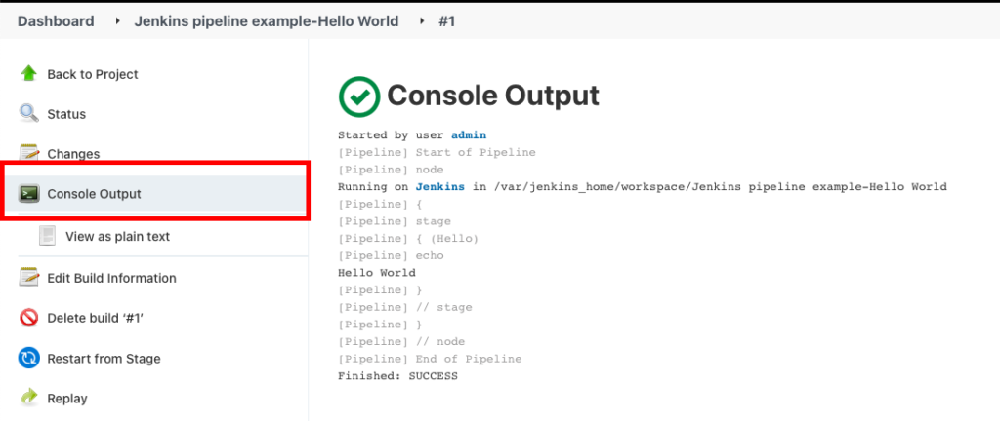 Dashboard ▸ Jenkins pipeline example-Hello World ▸ #1
Back to Project
Status
Changes
Console Output
View as plain text
Edit Build Information
Delete build ‘#1’
Restart from Stage
Replay
Console Output
Started by user admin
[Pipeline] Start of Pipeline
[Pipeline] node
Running on Jenkins in /var/jenkins_home/workspace/Jenkins pipeline example-Hello World
[Pipeline] {
[Pipeline] stage
[Pipeline] { (Hello)
[Pipeline] echo
Hello World
[Pipeline] }
[Pipeline] // stage
[Pipeline] }
[Pipeline] // node
[Pipeline] End of Pipeline
Finished: SUCCESS